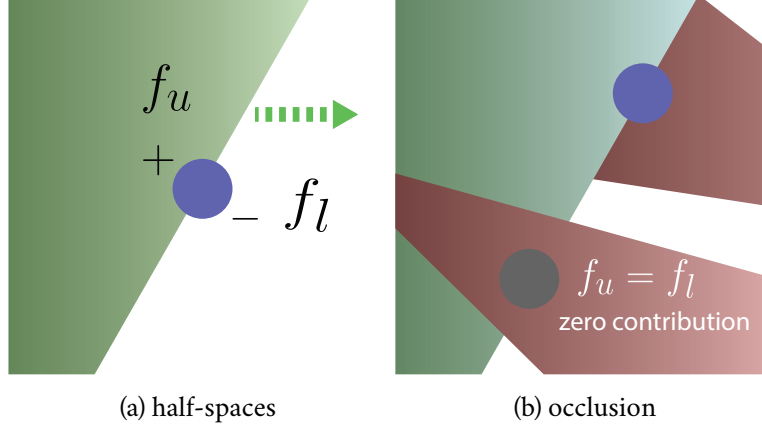 f_u
+
− f_l
f_u = f_l
zero contribution
(a) half-spaces
(b) occlusion